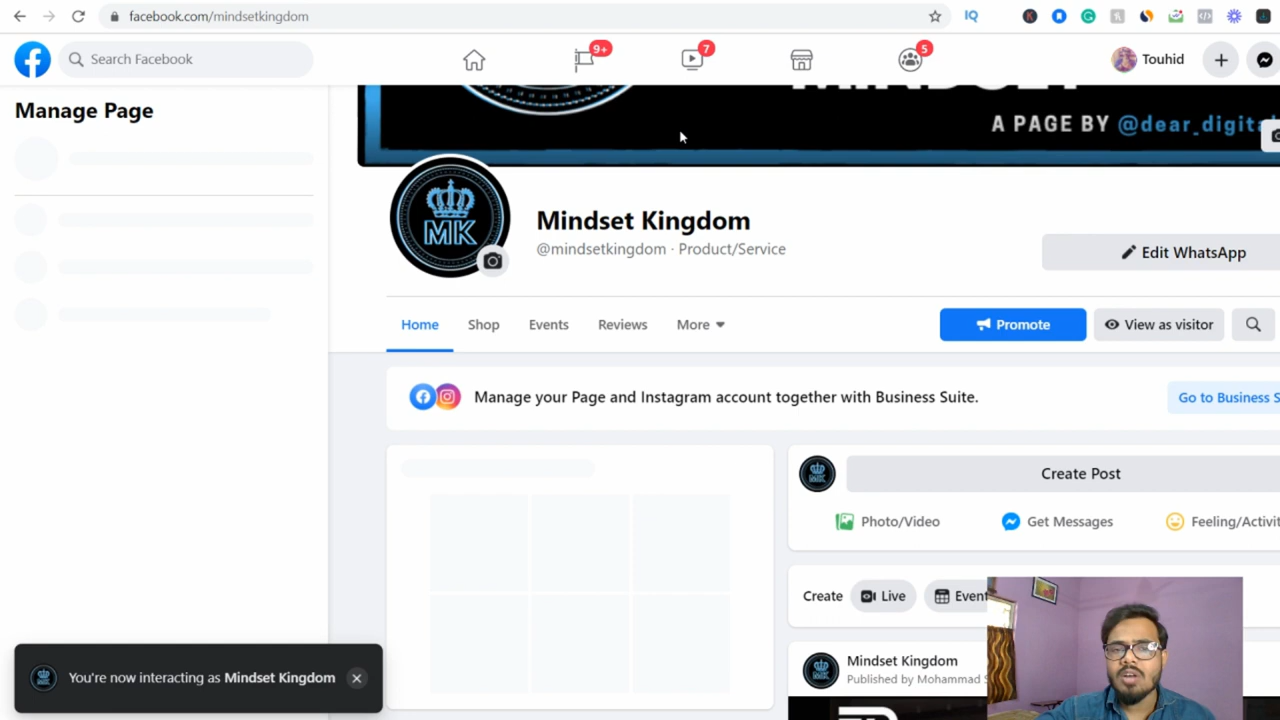 facebook.com/mindsetkingdom
IQ
Search Facebook
9+
7
5
Touhid
Manage Page
A PAGE BY @dear_digita
MK
Mindset Kingdom
@mindsetkingdom · Product/Service
Edit WhatsApp
Home
Shop
Events
Reviews
More
Promote
View as visitor
Manage your Page and Instagram account together with Business Suite.
Go to Business S
Create Post
Photo/Video
Get Messages
Feeling/Activit
Create
Live
Event
Mindset Kingdom
Published by Mohammad S
You're now interacting as Mindset Kingdom